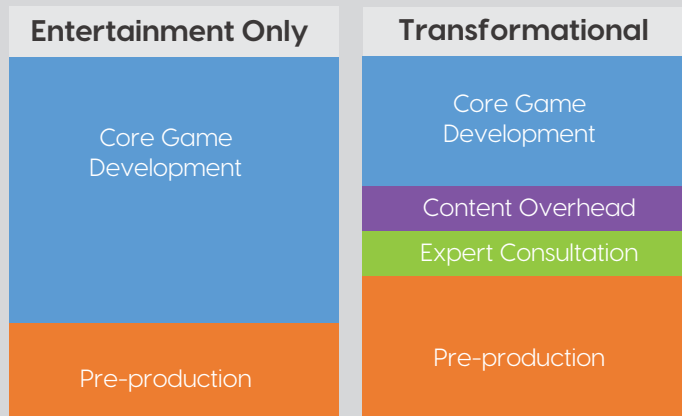 Entertainment Only
Core Game
Development
Pre-production
Transformational
Core Game
Development
Content Overhead
Expert Consultation
Pre-production